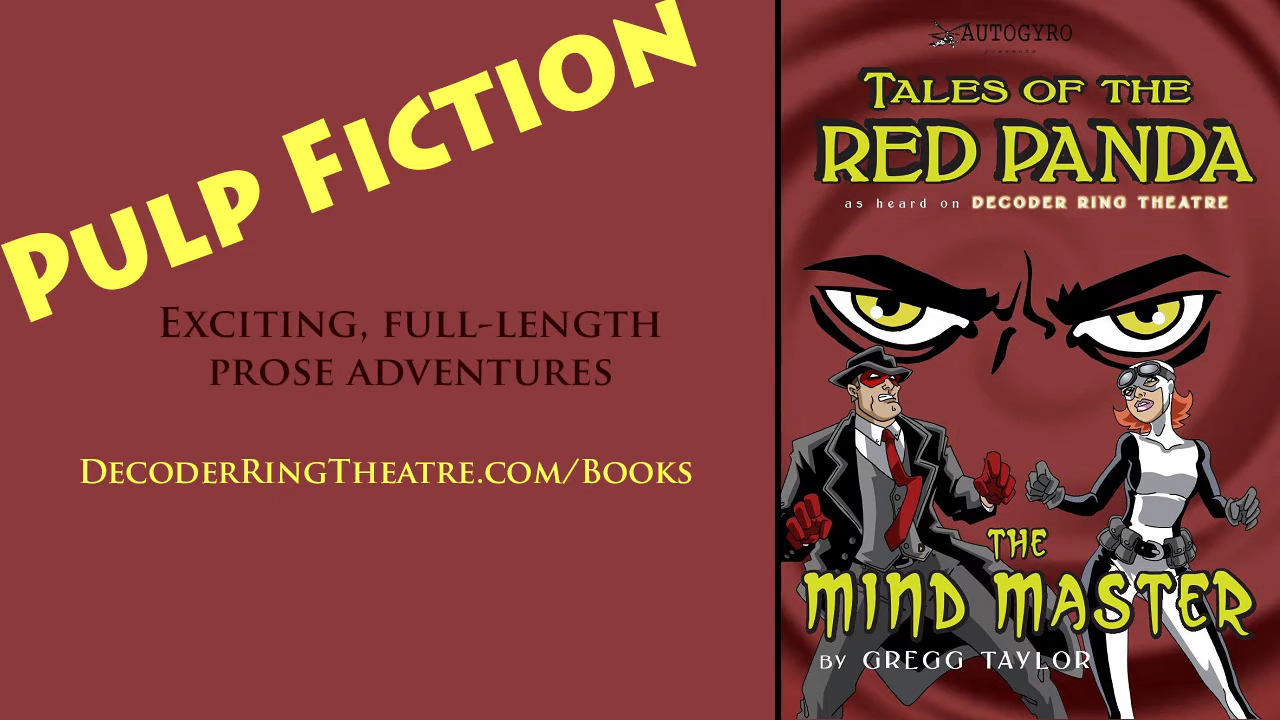 PULP FICTION
EXCITING, FULL-LENGTH
PROSE ADVENTURES
DECODERRINGTHEATRE.COM/BOOKS
AUTOGYRO
presents
TALES OF THE
RED PANDA
as heard on DECODER RING THEATRE
THE
MIND MASTER
BY GREGG TAYLOR